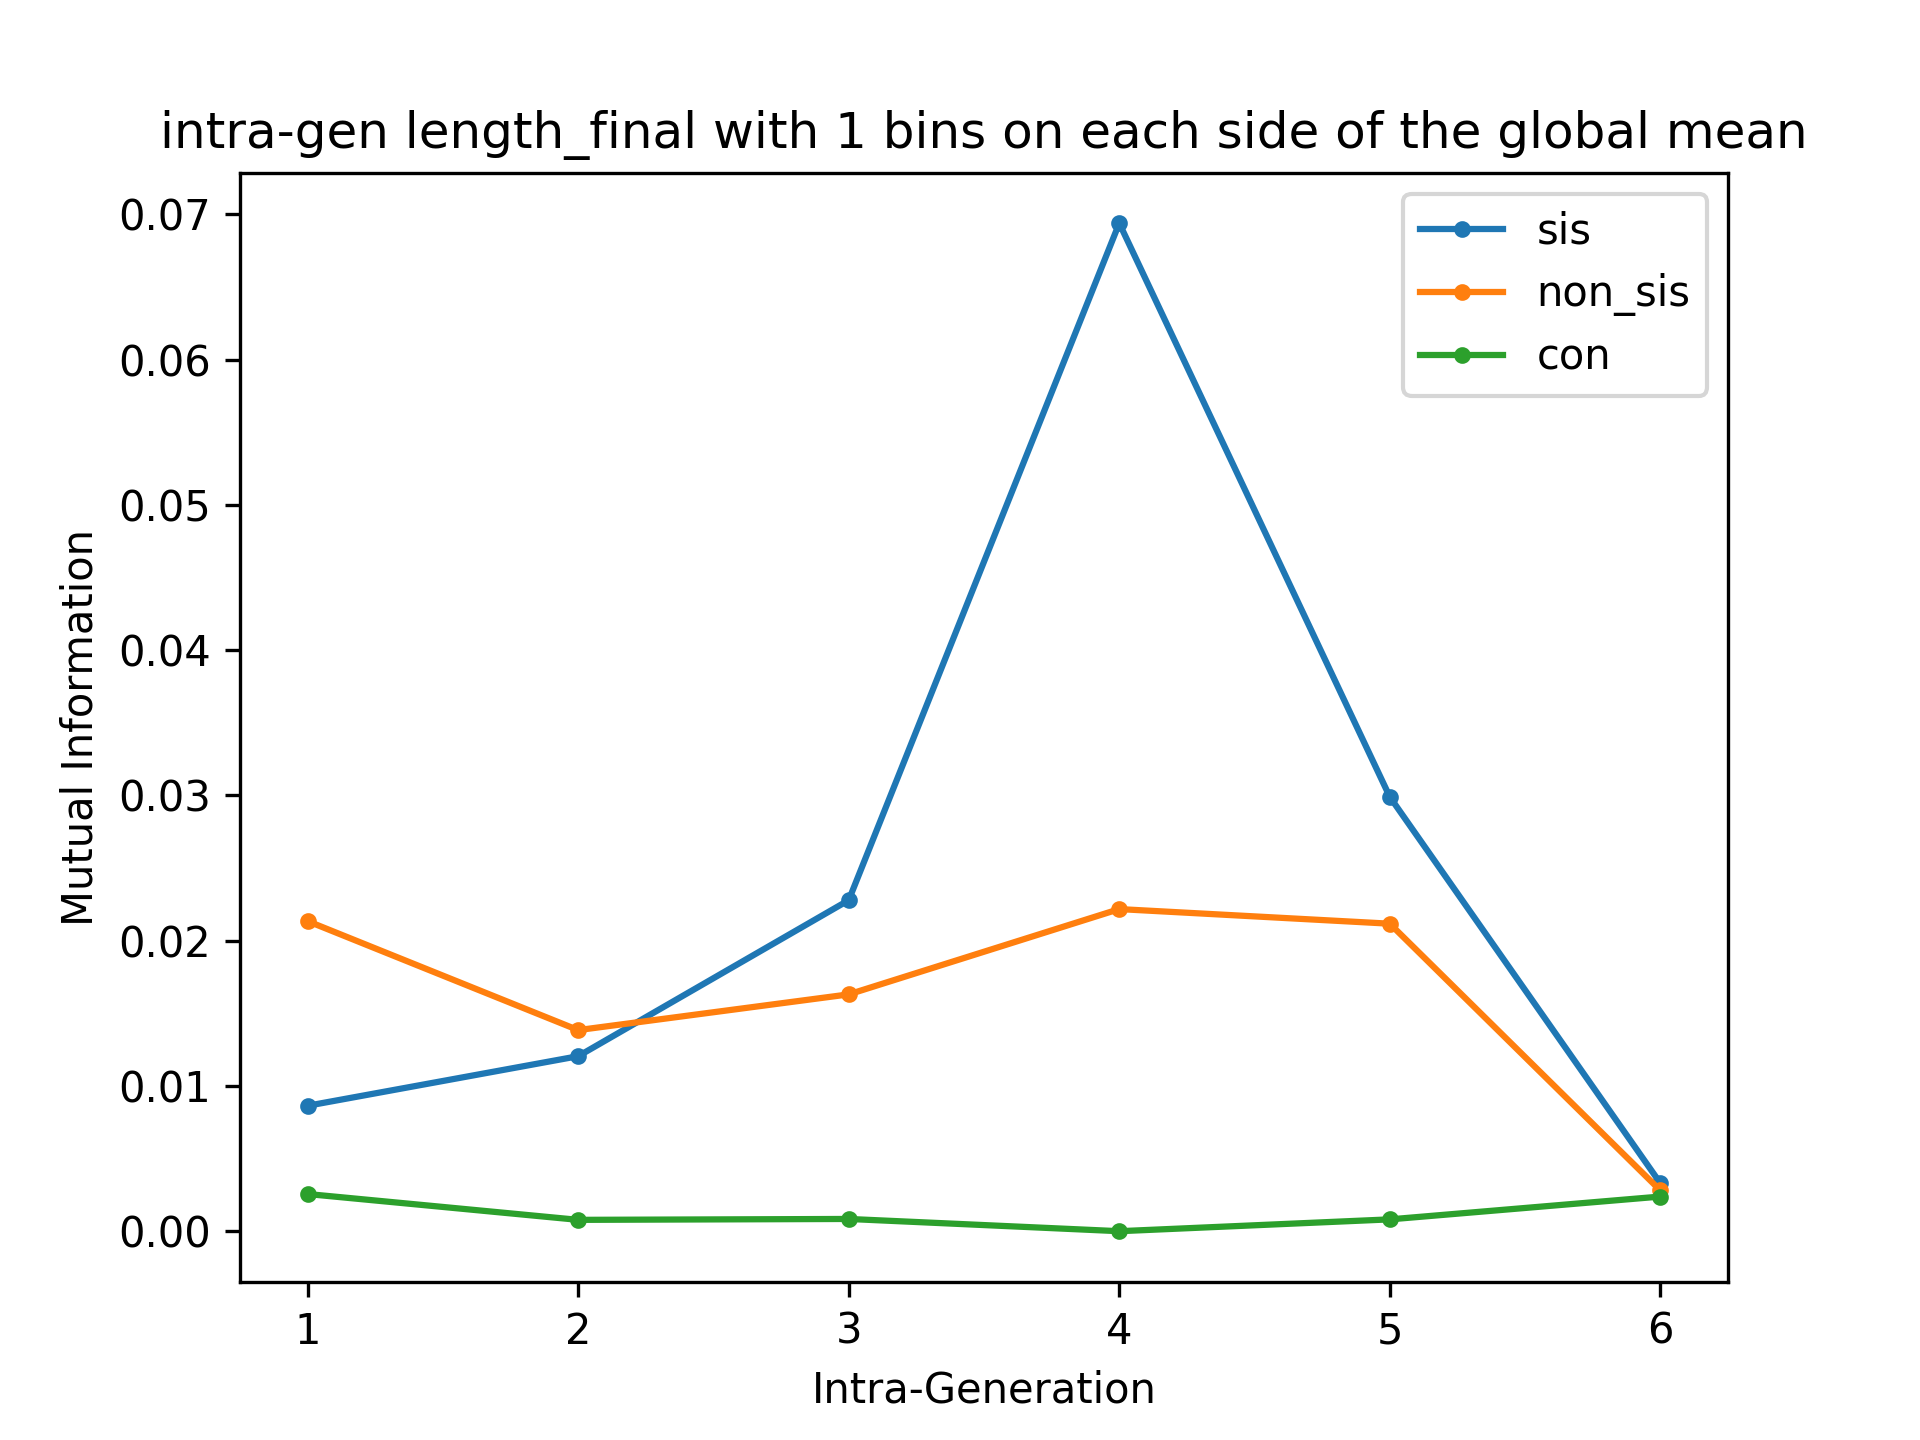 intra-gen length_final with 1 bins on each side of the global mean
0.07
0.06
0.05
0.04
0.03
0.02
0.01
0.00
Mutual Information
sis
non_sis
con
1 2 3 4 5 6
Intra-Generation